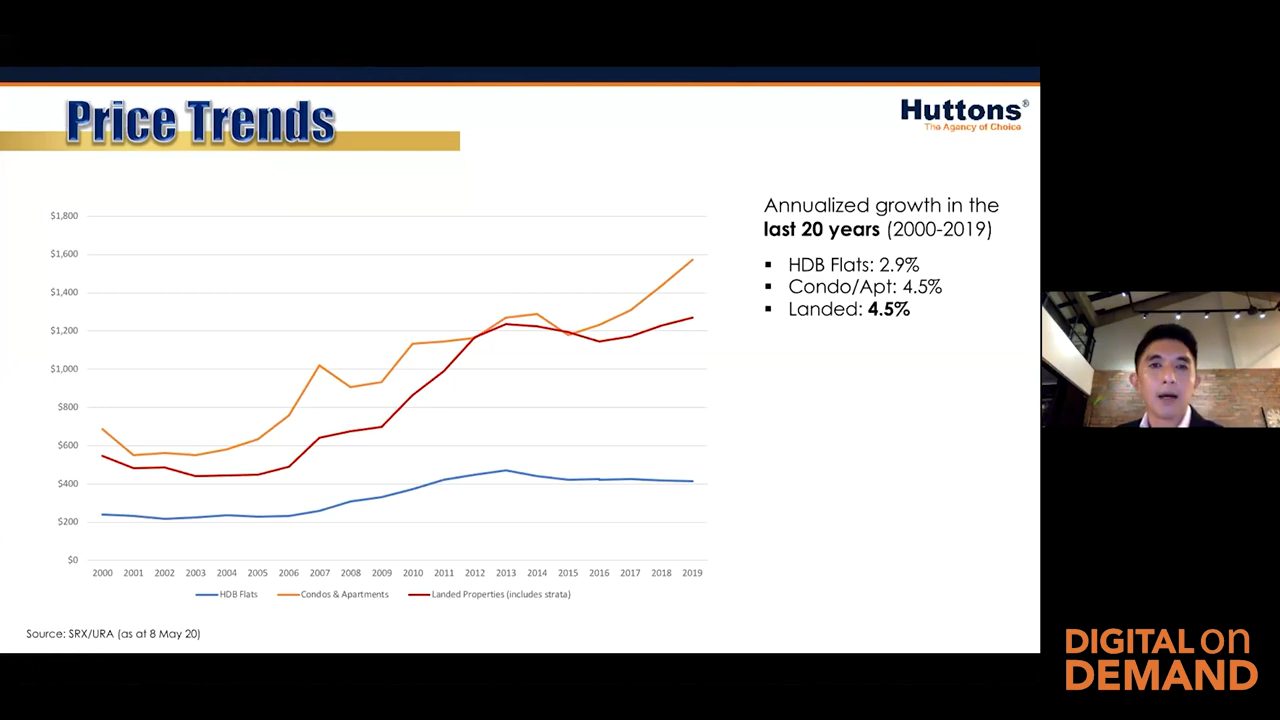 Price Trends
Huttons®
The Agency of Choice
Annualized growth in the
last 20 years (2000-2019)
▪ HDB Flats: 2.9%
▪ Condo/Apt: 4.5%
▪ Landed: 4.5%
$1,800
$1,600
$1,400
$1,200
$1,000
$800
$600
$400
$200
$0
2000 2001 2002 2003 2004 2005 2006 2007 2008 2009 2010 2011 2012 2013 2014 2015 2016 2017 2018 2019
HDB Flats Condos & Apartments Landed Properties (includes strata)
Source: SRX/URA (as at 8 May 20)
DIGITAL on
DEMAND